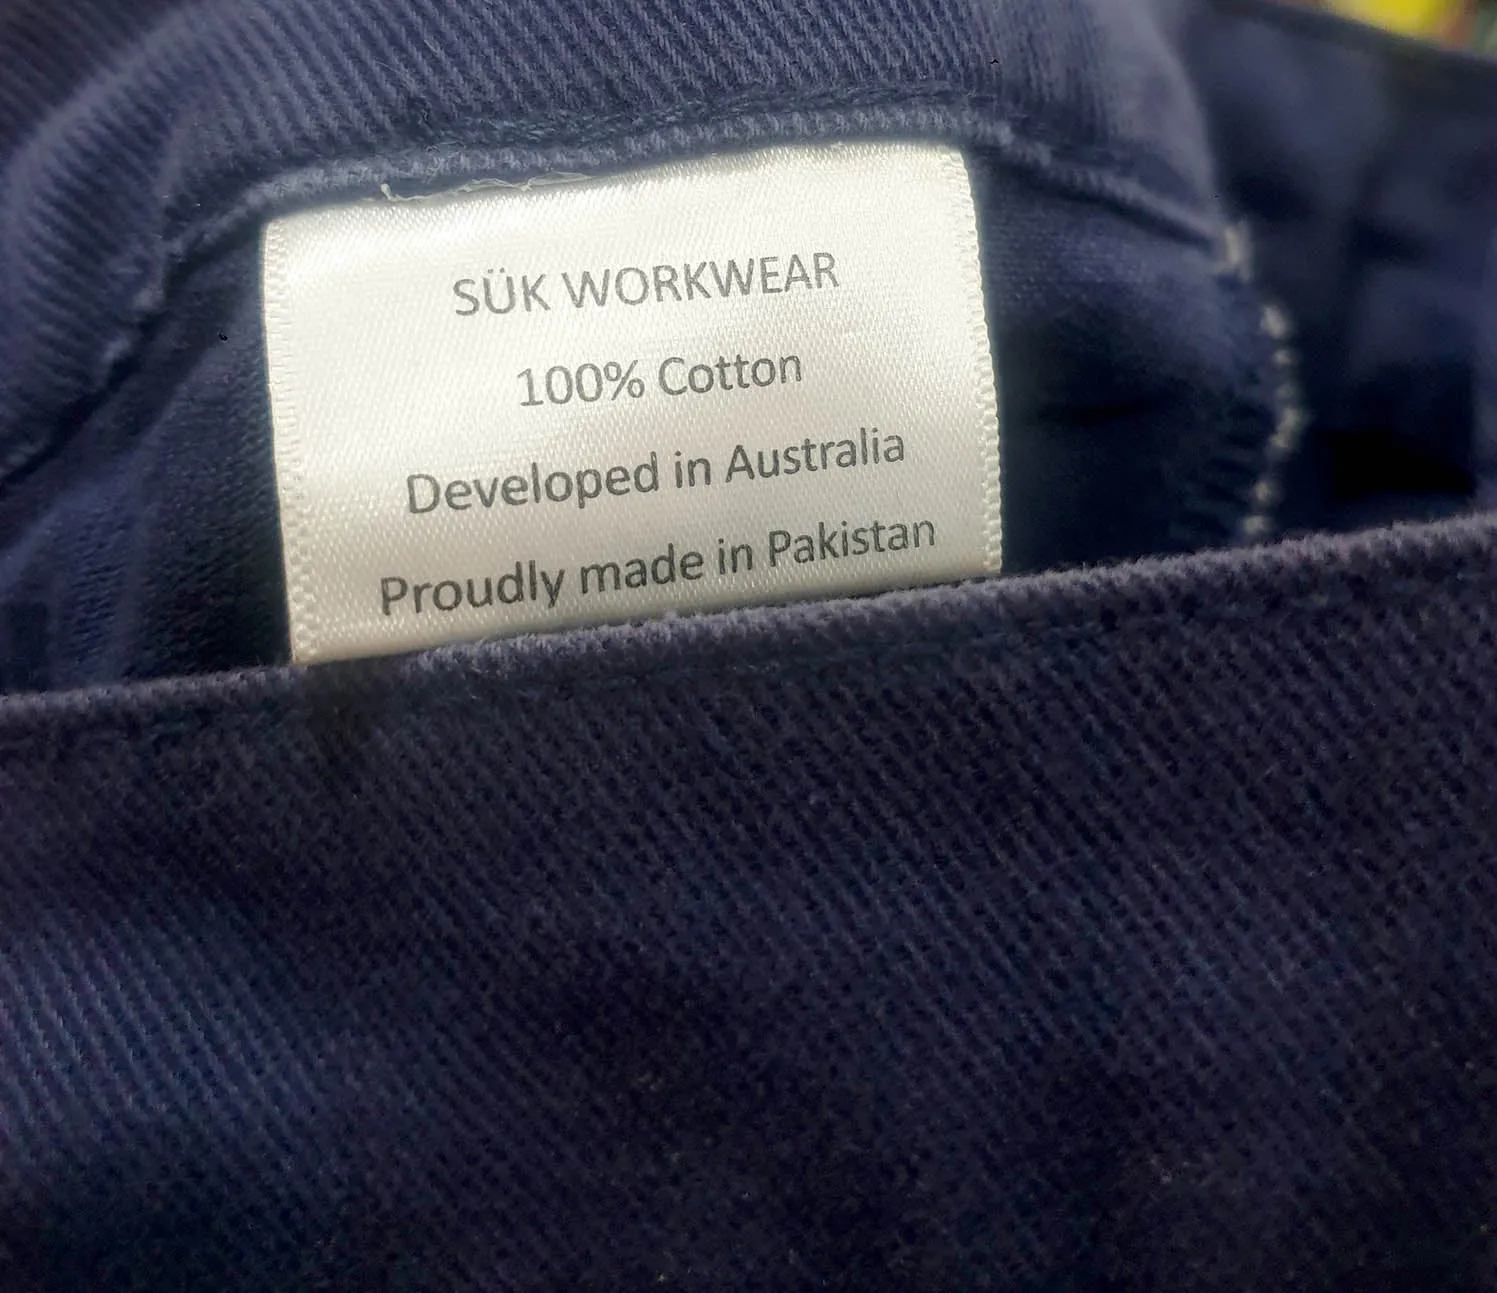 SÜK WORKWEAR
100% Cotton
Developed in Australia
Proudly made in Pakistan